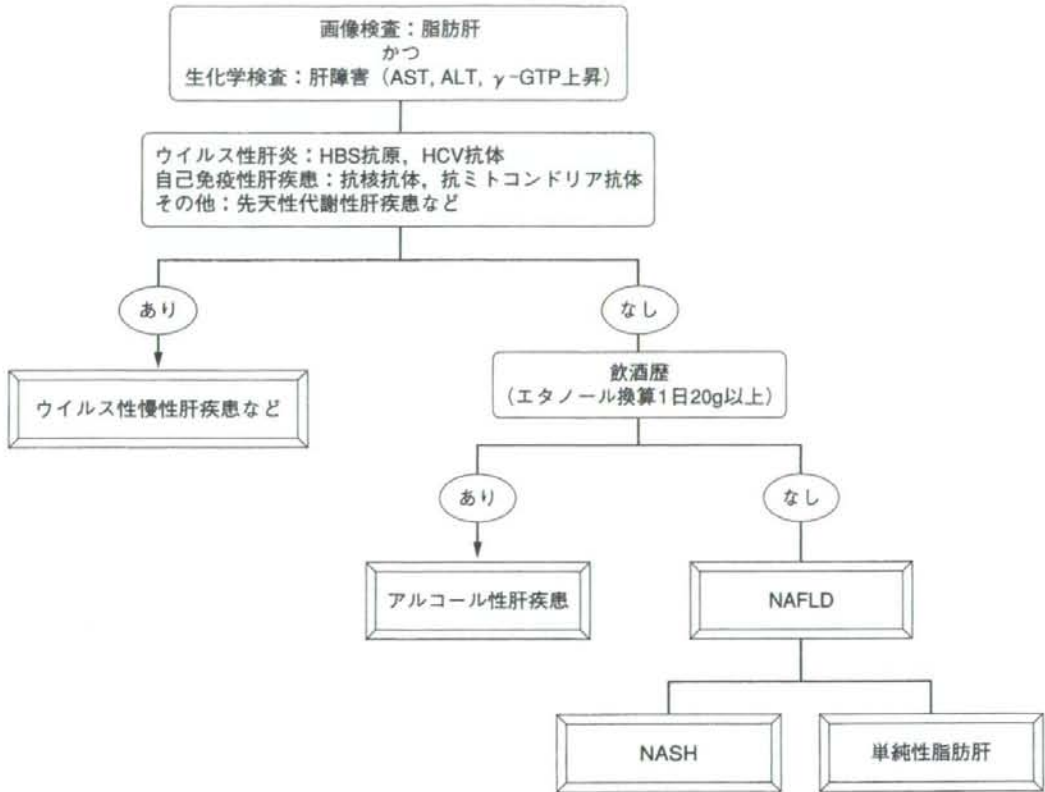 画像検査：脂肪肝
かつ
生化学検査：肝障害（AST, ALT, γ-GTP上昇）
ウイルス性肝炎：HBS抗原，HCV抗体
自己免疫性肝疾患：抗核抗体，抗ミトコンドリア抗体
その他：先天性代謝性肝疾患など
あり
なし
ウイルス性慢性肝疾患など
飲酒歴
（エタノール換算1日20g以上）
あり
なし
アルコール性肝疾患
NAFLD
NASH
単純性脂肪肝